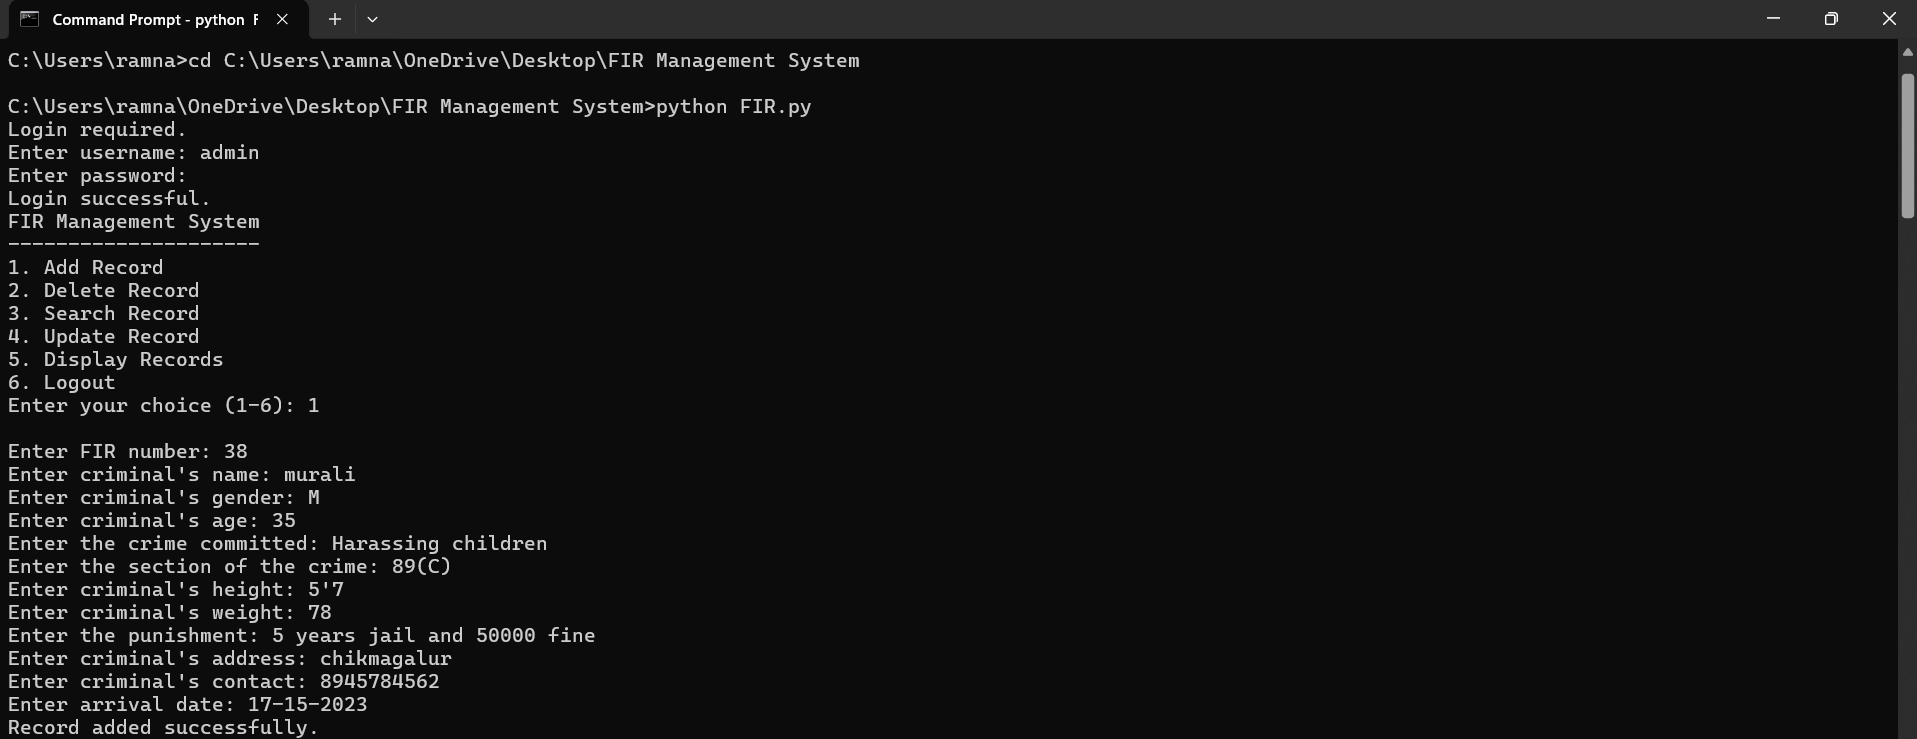 Command Prompt - python F
C:\Users\ramna>cd C:\Users\ramna\OneDrive\Desktop\FIR Management System
C:\Users\ramna\OneDrive\Desktop\FIR Management System>python FIR.py
Login required.
Enter username: admin
Enter password:
Login successful.
FIR Management System
---------------------
1. Add Record
2. Delete Record
3. Search Record
4. Update Record
5. Display Records
6. Logout
Enter your choice (1-6): 1
Enter FIR number: 38
Enter criminal's name: murali
Enter criminal's gender: M
Enter criminal's age: 35
Enter the crime committed: Harassing children
Enter the section of the crime: 89(C)
Enter criminal's height: 5'7
Enter criminal's weight: 78
Enter the punishment: 5 years jail and 50000 fine
Enter criminal's address: chikmagalur
Enter criminal's contact: 8945784562
Enter arrival date: 17-15-2023
Record added successfully.